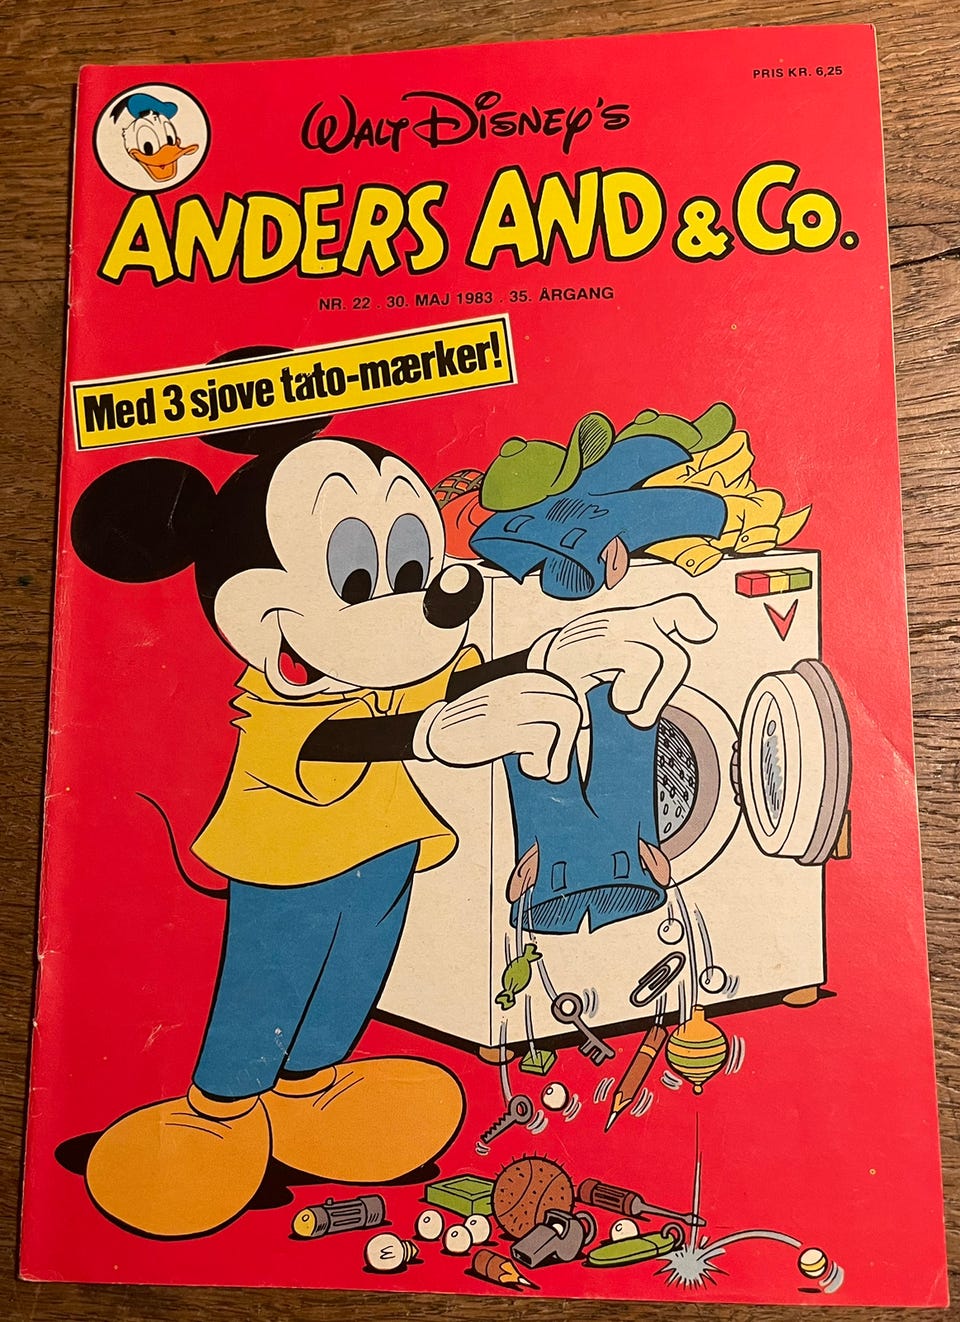 PRIS KR. 6,25
WALT DISNEY'S
ANDERS AND & CO.
NR. 22 . 30. MAJ 1983 . 35. ÅRGANG
Med 3 sjove tato-mærker!